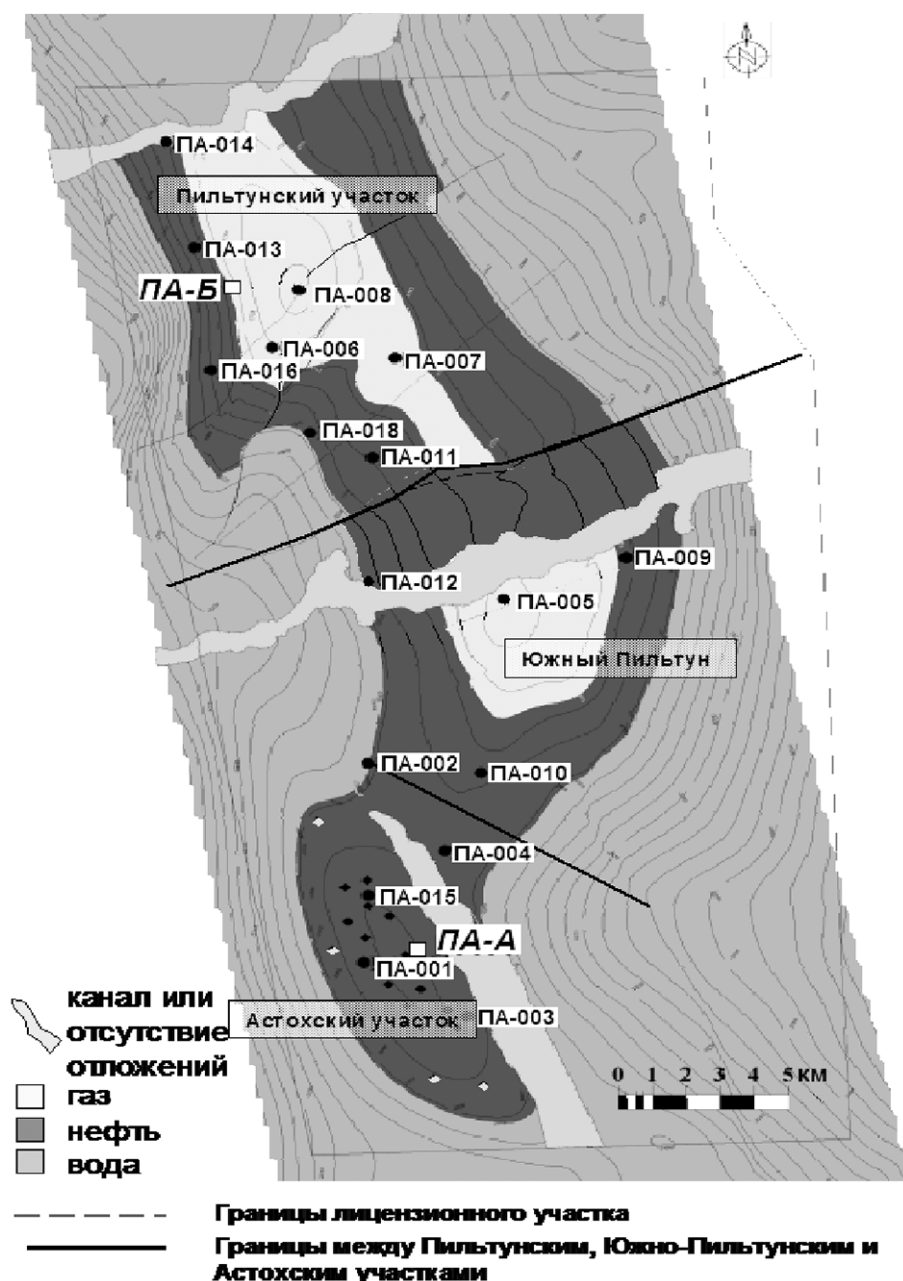 N
ПА-014
Пильтунский участок
ПА-013
ПА-Б
ПА-008
ПА-006
ПА-007
ПА-016
ПА-018
ПА-011
ПА-009
ПА-012
ПА-005
Южный Пильтун
ПА-002
ПА-010
ПА-004
ПА-015
ПА-А
ПА-001
Астохский участок
ПА-003
канал или
отсутствие
отложений
газ
нефть
вода
0 1 2 3 4 5 км
Границы лицензионного участка
Границы между Пильтунским, Южно-Пильтунским и
Астохским участками